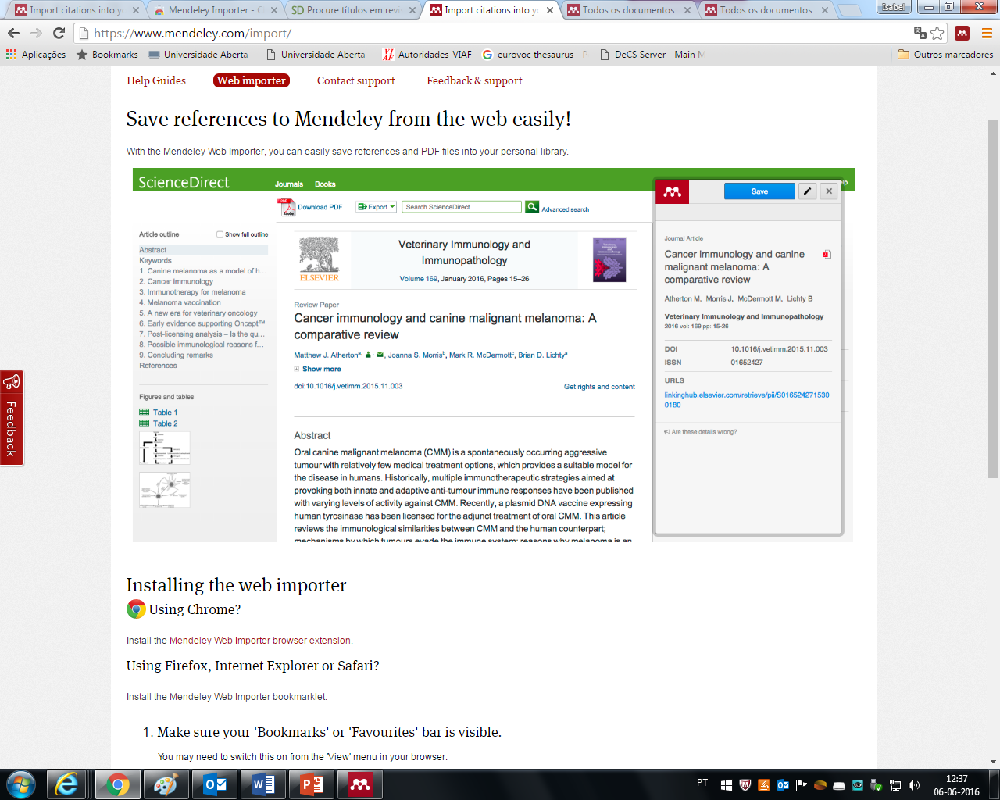 Import citations into yo
Mendeley Importer - C
SD Procure títulos em revi
Import citations into yo
Todos os documentos
Todos os documentos
Isabel
https://www.mendeley.com/import/
Aplicações
Bookmarks
Universidade Aberta -
Universidade Aberta -
Autoridades_VIAF
eurovoc thesaurus - P
DeCS Server - Main M
Outros marcadores
Help Guides
Web importer
Contact support
Feedback & support
Save references to Mendeley from the web easily!
With the Mendeley Web Importer, you can easily save references and PDF files into your personal library.
ScienceDirect
Journals
Books
Save
PDF
Adobe
Download PDF
Export
Search ScienceDirect
Advanced search
Article outline
Show full outline
Abstract
Keywords
1. Canine melanoma as a model of h...
2. Cancer immunology
3. Immunotherapy for melanoma
4. Melanoma vaccination
5. A new era for veterinary oncology
6. Early evidence supporting Oncept™
7. Post-licensing analysis – Is the qu...
8. Possible immunological reasons f...
9. Concluding remarks
References
Figures and tables
Table 1
Table 2
ELSEVIER
Veterinary Immunology and
Immunopathology
Volume 169, January 2016, Pages 15–26
Review Paper
Cancer immunology and canine malignant melanoma: A
comparative review
Matthew J. Atherton a, , Joanna S. Morris b, Mark R. McDermott c, Brian D. Lichty a
Show more
doi:10.1016/j.vetimm.2015.11.003
Get rights and content
Abstract
Oral canine malignant melanoma (CMM) is a spontaneously occurring aggressive
tumour with relatively few medical treatment options, which provides a suitable model for
the disease in humans. Historically, multiple immunotherapeutic strategies aimed at
provoking both innate and adaptive anti-tumour immune responses have been published
with varying levels of activity against CMM. Recently, a plasmid DNA vaccine expressing
human tyrosinase has been licensed for the adjunct treatment of oral CMM. This article
reviews the immunological similarities between CMM and the human counterpart;
mechanisms by which tumours evade the immune system; reasons why melanoma is an
Journal Article
Cancer immunology and canine
malignant melanoma: A
comparative review
Atherton M, Morris J, McDermott M, Lichty B
Veterinary Immunology and Immunopathology
2016 vol: 169 pp: 15-26
DOI 10.1016/j.vetimm.2015.11.003
ISSN 01652427
URLS
linkinghub.elsevier.com/retrieve/pii/S016524271530
0180
Are these details wrong?
Feedback
Installing the web importer
Using Chrome?
Install the Mendeley Web Importer browser extension.
Using Firefox, Internet Explorer or Safari?
Install the Mendeley Web Importer bookmarklet.
1. Make sure your 'Bookmarks' or 'Favourites' bar is visible.
You may need to switch this on from the 'View' menu in your browser.
PT
12:37
06-06-2016